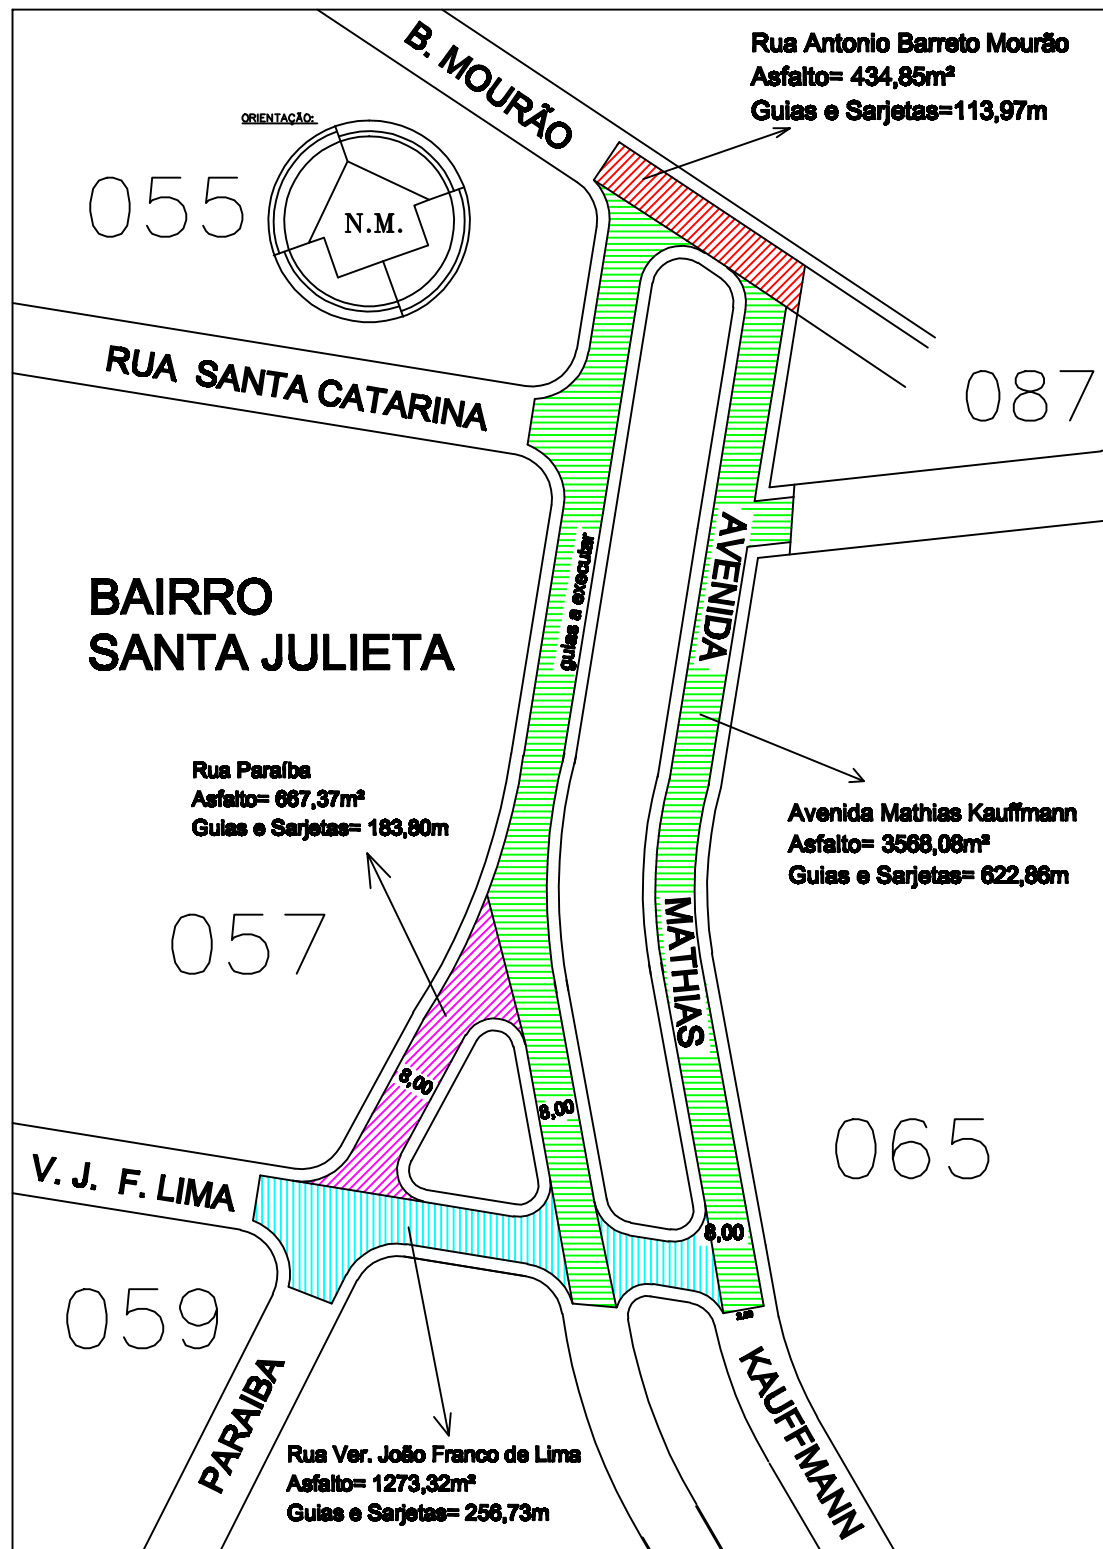 B. MOURÃO
Rua Antonio Barreto Mourão
Asfalto= 434,85m²
Guias e Sarjetas=113,97m
ORIENTAÇÃO:
055
N.M.
RUA SANTA CATARINA
087
AVENIDA
guias a executar
BAIRRO
SANTA JULIETA
Rua Paraíba
Asfalto= 667,37m²
Guias e Sarjetas= 183,80m
Avenida Mathias Kauffmann
Asfalto= 3568,08m²
Guias e Sarjetas= 622,86m
057
MATHIAS
8,00
8,00
065
V. J. F. LIMA
8,00
059
KAUFFMANN
PARAIBA
Rua Ver. João Franco de Lima
Asfalto= 1273,32m²
Guias e Sarjetas= 256,73m